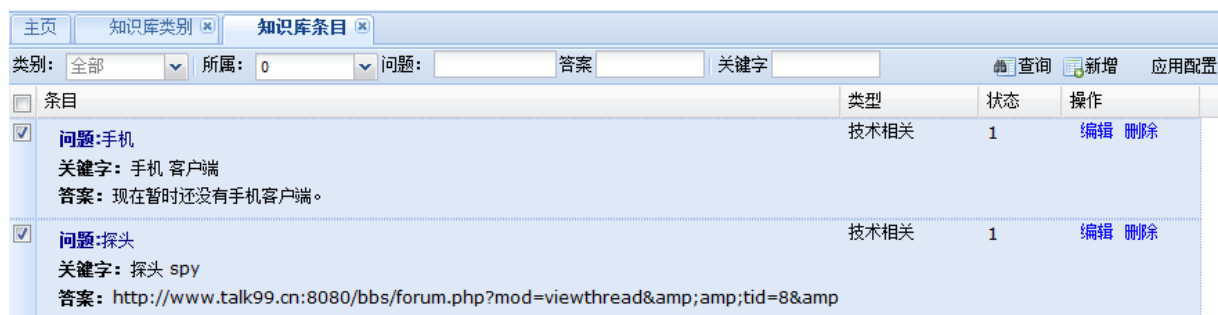 主页 知识库类别 知识库条目
类别: 全部 所属: 0 问题: 答案 关键字 查询 新增 应用配置
条目 类型 状态 操作
问题:手机 技术相关 1 编辑 删除
关键字: 手机 客户端
答案: 现在暂时还没有手机客户端。
问题:探头 技术相关 1 编辑 删除
关键字: 探头 spy
答案: http://www.talk99.cn:8080/bbs/forum.php?mod=viewthread&amp;amp;tid=8&amp